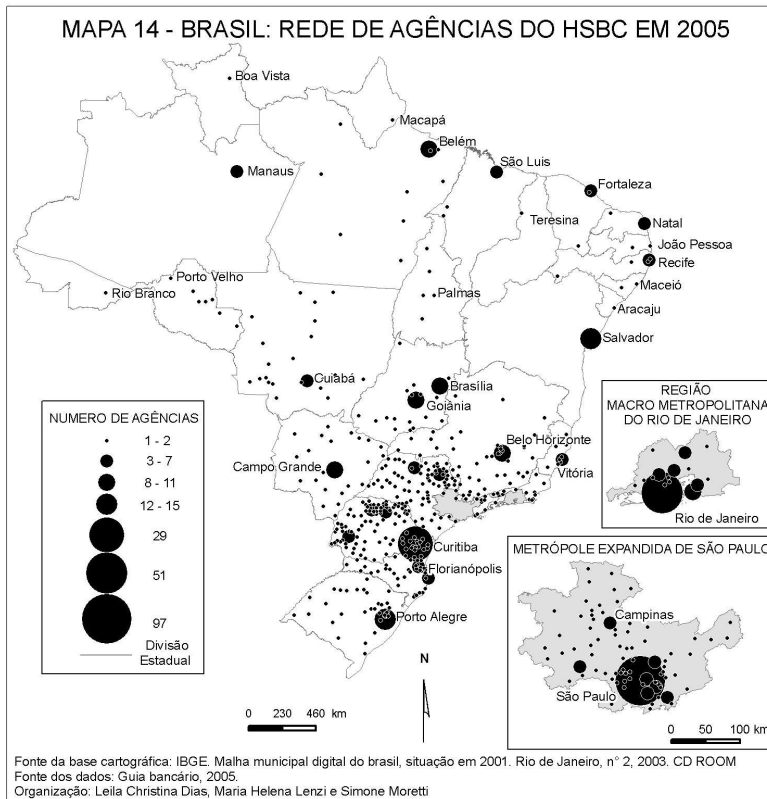 MAPA 14 - BRASIL: REDE DE AGÊNCIAS DO HSBC EM 2005
Boa Vista
Macapá
Belém
São Luis
Manaus
Fortaleza
Teresina
Natal
João Pessoa
Recife
Porto Velho
Maceió
Rio Branco
Palmas
Aracaju
Salvador
Cuiabá
Brasília
Goiânia
Belo Horizonte
Vitória
Campo Grande
Curitiba
Florianópolis
Porto Alegre
NUMERO DE AGÊNCIAS
1 - 2
3 - 7
8 - 11
12 - 15
29
51
97
Divisão
Estadual
REGIÃO
MACRO METROPOLITANA
DO RIO DE JANEIRO
Rio de Janeiro
METRÓPOLE EXPANDIDA DE SÃO PAULO
Campinas
São Paulo
0 50 100 km
N
0 230 460 km
Fonte da base cartográfica: IBGE. Malha municipal digital do brasil, situação em 2001. Rio de Janeiro, n° 2, 2003. CD ROOM
Fonte dos dados: Guia bancário, 2005.
Organização: Leila Christina Dias, Maria Helena Lenzi e Simone Moretti